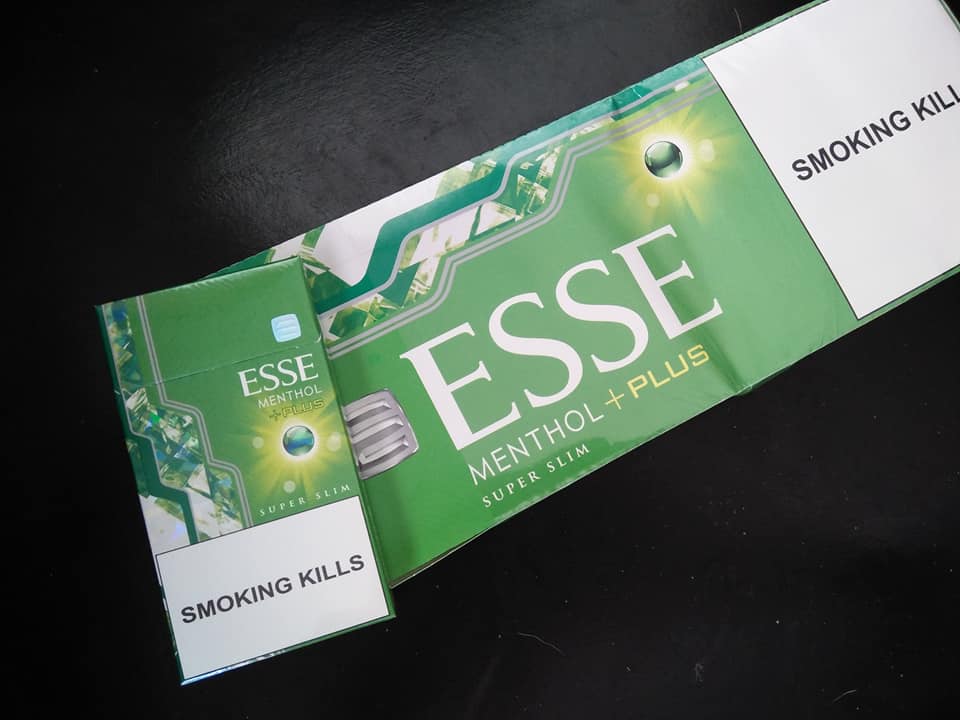 ESSE
MENTHOL
+PLUS
SUPER SLIM
SMOKING KILLS
ESSE
MENTHOL +PLUS
SUPER SLIM
SMOKING KILL